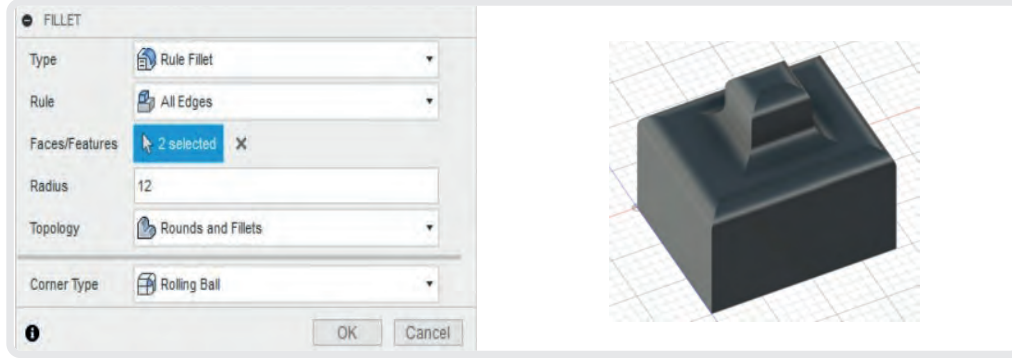 FILLET
Type Rule Fillet
Rule All Edges
Faces/Features 2 selected
Radius 12
Topology Rounds and Fillets
Corner Type Rolling Ball
OK Cancel